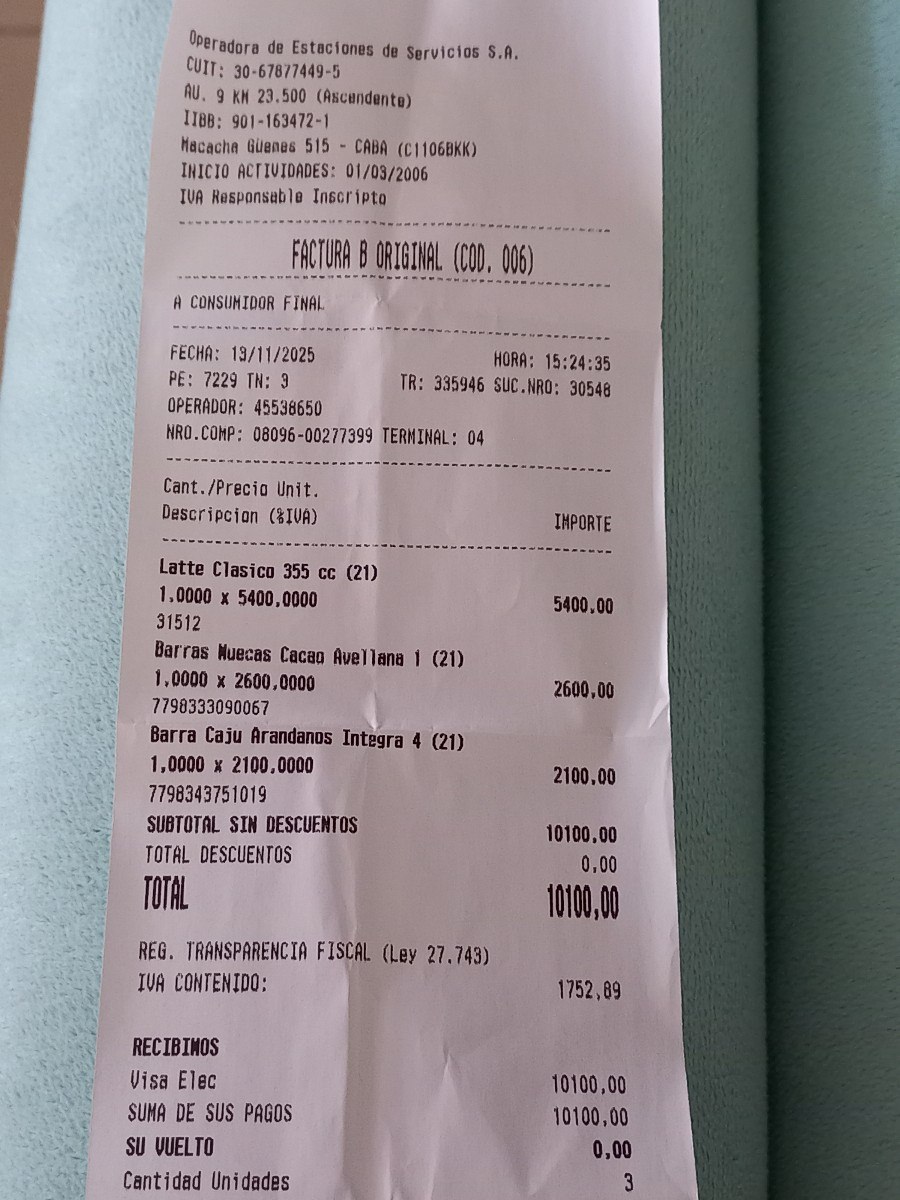 Operadora de Estaciones de Servicios S.A.
CUIT: 30-67877449-5
AU. 9 KM 23.500 (Ascendente)
IIBB: 901-163472-1
Macacha Güemes 515 - CABA (C1106BKK)
INICIO ACTIVIDADES: 01/03/2006
IVA Responsable Inscripto
FACTURA B ORIGINAL (COD. 006)
A CONSUMIDOR FINAL
FECHA: 13/11/2025 HORA: 15:24:35
PE: 7229 TN: 3 TR: 335946 SUC.NRO: 30548
OPERADOR: 45538650
NRO.COMP: 08096-00277399 TERMINAL: 04
Cant./Precio Unit.
Descripcion (%IVA) IMPORTE
Latte Clasico 355 cc (21)
1.0000 x 5400.0000 5400.00
31512
Barras Muecas Cacao Avellana 1 (21)
1.0000 x 2600.0000 2600,00
7798333090067
Barra Caju Arandanos Integra 4 (21)
1,0000 x 2100.0000 2100,00
7798343751019
SUBTOTAL SIN DESCUENTOS 10100,00
TOTAL DESCUENTOS 0,00
TOTAL 10100,00
REG. TRANSPARENCIA FISCAL (Ley 27.743)
IVA CONTENIDO: 1752,89
RECIBIMOS
Visa Elec 10100,00
SUMA DE SUS PAGOS 10100,00
SU VUELTO 0,00
Cantidad Unidades 3